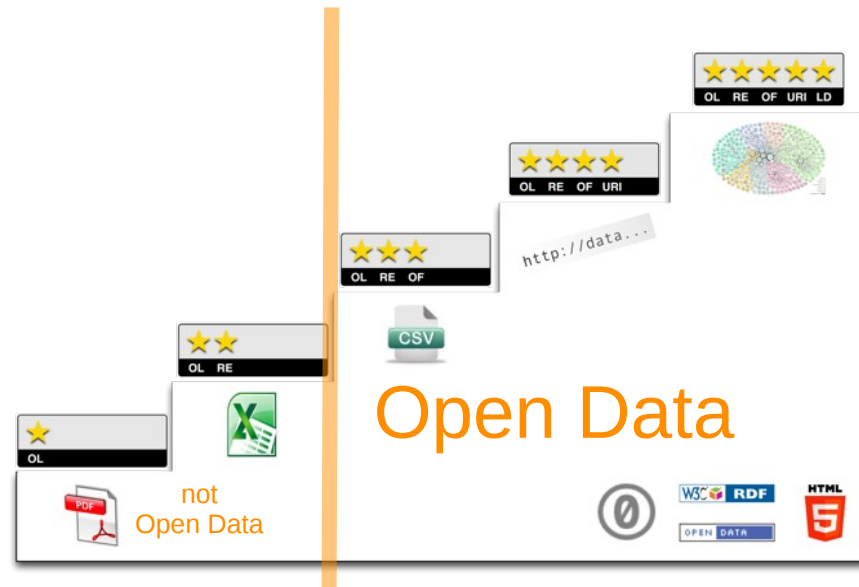 OL RE OF URI LD
OL RE OF URI
http://data...
OL RE OF
CSV
OL RE
Open Data
OL
PDF
not
Open Data
0
W3C RDF
OPEN DATA
HTML
5